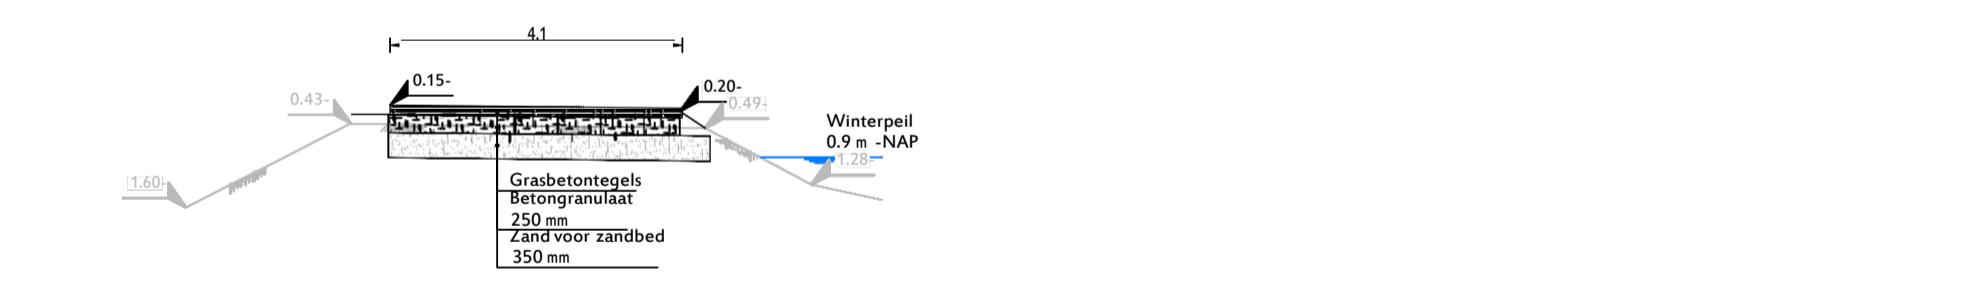 4.1
0.15-
0.20-
0.43-
0.49-
Winterpeil
0.9 m -NAP
1.28-
1.60-
Grasbetontegels
Betongranulaat
250 mm
Zand voor zandbed
350 mm